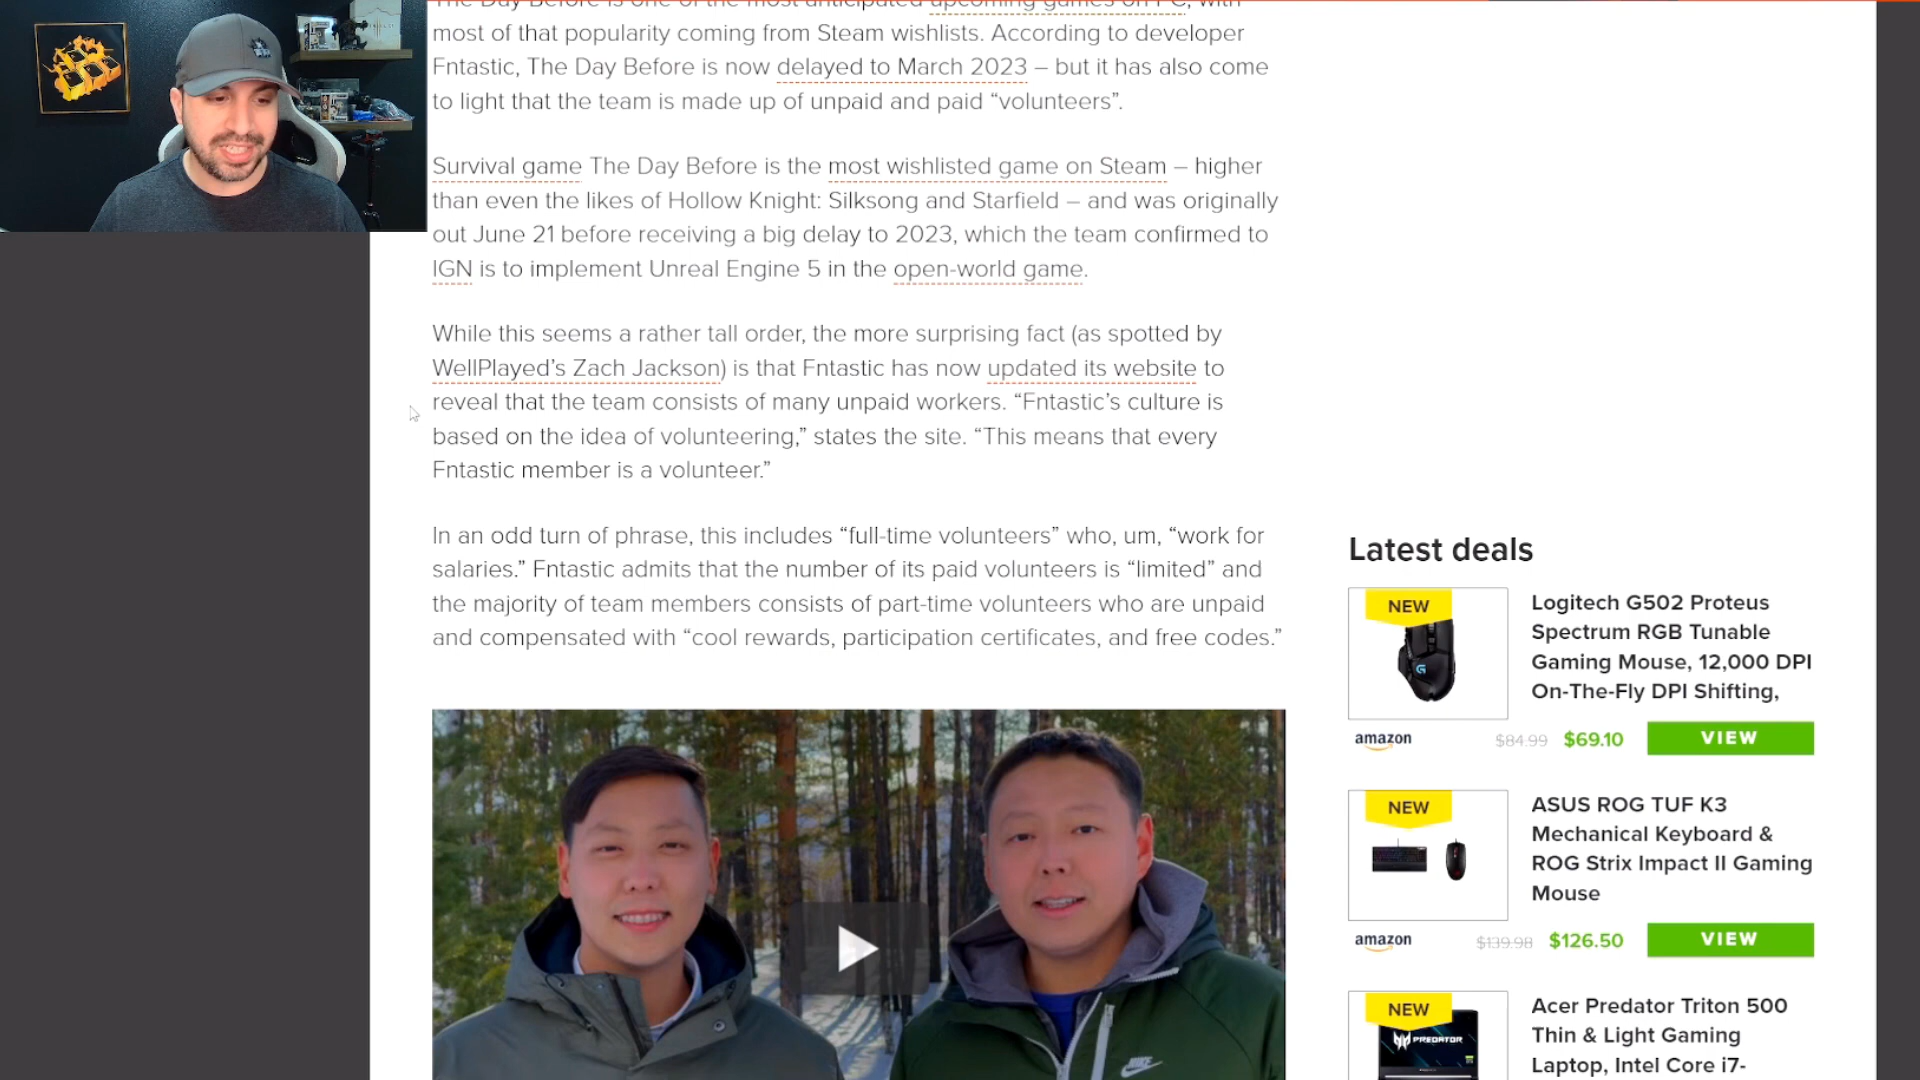 The Day Before is one of the most anticipated upcoming games on PC, with
most of that popularity coming from Steam wishlists. According to developer
Fntastic, The Day Before is now delayed to March 2023 – but it has also come
to light that the team is made up of unpaid and paid “volunteers”.
Survival game The Day Before is the most wishlisted game on Steam – higher
than even the likes of Hollow Knight: Silksong and Starfield – and was originally
out June 21 before receiving a big delay to 2023, which the team confirmed to
IGN is to implement Unreal Engine 5 in the open-world game.
While this seems a rather tall order, the more surprising fact (as spotted by
WellPlayed’s Zach Jackson) is that Fntastic has now updated its website to
reveal that the team consists of many unpaid workers. “Fntastic’s culture is
based on the idea of volunteering,” states the site. “This means that every
Fntastic member is a volunteer.”
In an odd turn of phrase, this includes “full-time volunteers” who, um, “work for
salaries.” Fntastic admits that the number of its paid volunteers is “limited” and
the majority of team members consists of part-time volunteers who are unpaid
and compensated with “cool rewards, participation certificates, and free codes.”
NIKE
Latest deals
NEW
Logitech G502 Proteus
Spectrum RGB Tunable
Gaming Mouse, 12,000 DPI
On-The-Fly DPI Shifting,
amazon $84.99 $69.10 VIEW
NEW
ASUS ROG TUF K3
Mechanical Keyboard &
ROG Strix Impact II Gaming
Mouse
amazon $139.98 $126.50 VIEW
NEW
PREDATOR
Acer Predator Triton 500
Thin & Light Gaming
Laptop, Intel Core i7-